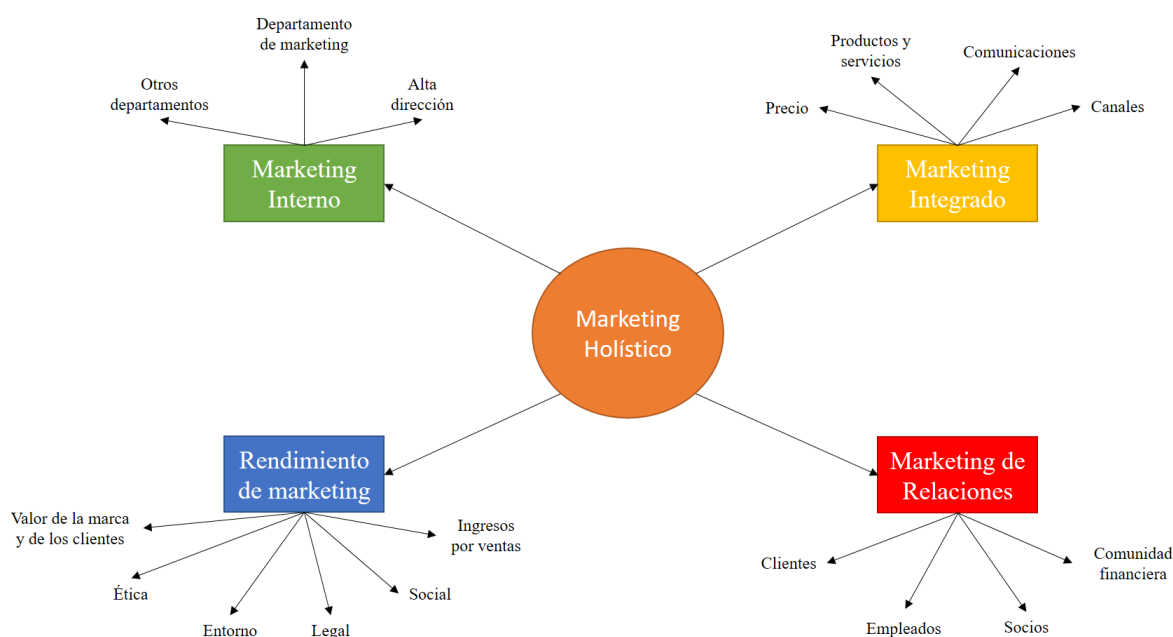 Departamento
de marketing
Otros
departamentos
Alta
dirección
Marketing
Interno
Productos y
servicios
Comunicaciones
Precio
Canales
Marketing
Integrado
Marketing
Holístico
Rendimiento
de marketing
Valor de la marca
y de los clientes
Ingresos
por ventas
Ética
Social
Entorno
Legal
Marketing de
Relaciones
Clientes
Comunidad
financiera
Empleados
Socios